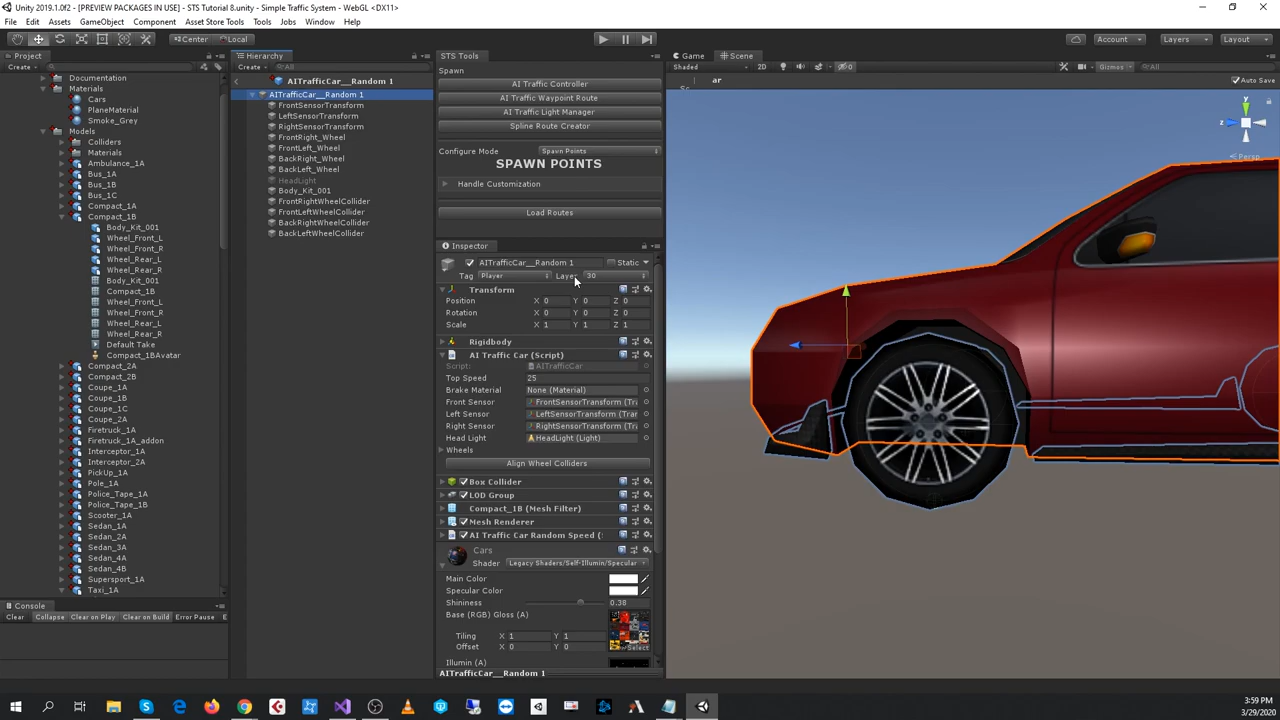 Unity 2019.1.0f2 - [PREVIEW PACKAGES IN USE] - STS Tutorial 8.unity - Simple Traffic System - WebGL <DX11>
File Edit Assets GameObject Component Asset Store Tools Tools Jobs Window Help
Center Local Account Layers Layout
Project
Create
Documentation
Materials
Cars
PlaneMaterial
Smoke_Grey
Models
Colliders
Materials
Ambulance_1A
Bus_1A
Bus_1B
Bus_1C
Compact_1A
Compact_1B
Body_Kit_001
Wheel_Front_L
Wheel_Front_R
Wheel_Rear_L
Wheel_Rear_R
Body_Kit_001
Compact_1B
Wheel_Front_L
Wheel_Front_R
Wheel_Rear_L
Wheel_Rear_R
Default Take
Compact_1BAvatar
Compact_2A
Compact_2B
Coupe_1A
Coupe_1B
Coupe_1C
Coupe_2A
Firetruck_1A
Firetruck_1A_addon
Interceptor_1A
Interceptor_2A
PickUp_1A
Pole_1A
Police_Tape_1A
Police_Tape_1B
Scooter_1A
Sedan_1A
Sedan_2A
Sedan_3A
Sedan_4A
Sedan_4B
Supersport_1A
Taxi_1A
Console
Clear Collapse Clear on Play Clear on Build Error Pause E
Hierarchy
Create All
AITrafficCar__Random 1
AITrafficCar__Random 1
FrontSensorTransform
LeftSensorTransform
RightSensorTransform
FrontRight_Wheel
FrontLeft_Wheel
BackRight_Wheel
BackLeft_Wheel
HeadLight
Body_Kit_001
FrontRightWheelCollider
FrontLeftWheelCollider
BackRightWheelCollider
BackLeftWheelCollider
STS Tools
Spawn
AI Traffic Controller
AI Traffic Waypoint Route
AI Traffic Light Manager
Spline Route Creator
Configure Mode Spawn Points
SPAWN POINTS
Handle Customization
Load Routes
Inspector
AITrafficCar__Random 1 Static
Tag Player Layer 30
Transform
Position X 0 Y 0 Z 0
Rotation X 0 Y 0 Z 0
Scale X 1 Y 1 Z 1
Rigidbody
AI Traffic Car (Script)
Script AITrafficCar
Top Speed 25
Brake Material None (Material)
Front Sensor FrontSensorTransform (Tra
Left Sensor LeftSensorTransform (Tran
Right Sensor RightSensorTransform (Tra
Head Light HeadLight (Light)
Wheels
Align Wheel Colliders
Box Collider
LOD Group
Compact_1B (Mesh Filter)
Mesh Renderer
AI Traffic Car Random Speed (
Cars
Shader Legacy Shaders/Self-Illumin/Specular
Main Color
Specular Color
Shininess 0.38
Base (RGB) Gloss (A)
Tiling X 1 Y 1
Offset X 0 Y 0
Select
Illumin (A)
AITrafficCar__Random 1
Game Scene
Shaded 2D Gizmos All
ar
Auto Save
y
z
Persp
3:59 PM
3/29/2020